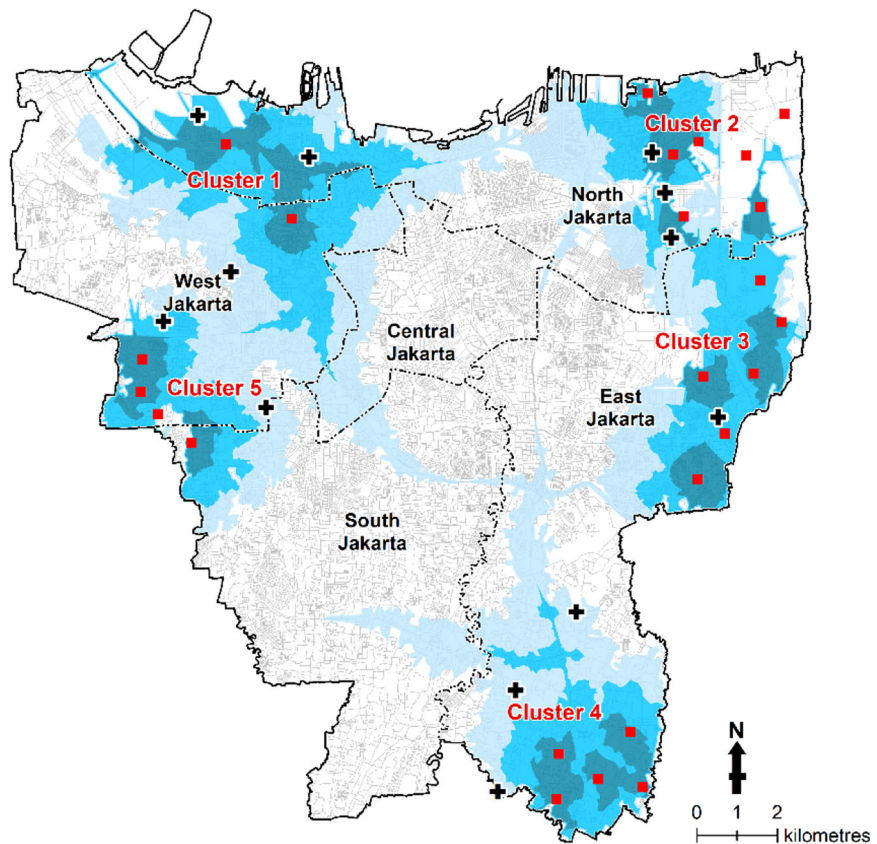 Cluster 1
Cluster 2
North
Jakarta
West
Jakarta
Central
Jakarta
Cluster 3
Cluster 5
East
Jakarta
South
Jakarta
Cluster 4
N
0 1 2
kilometres